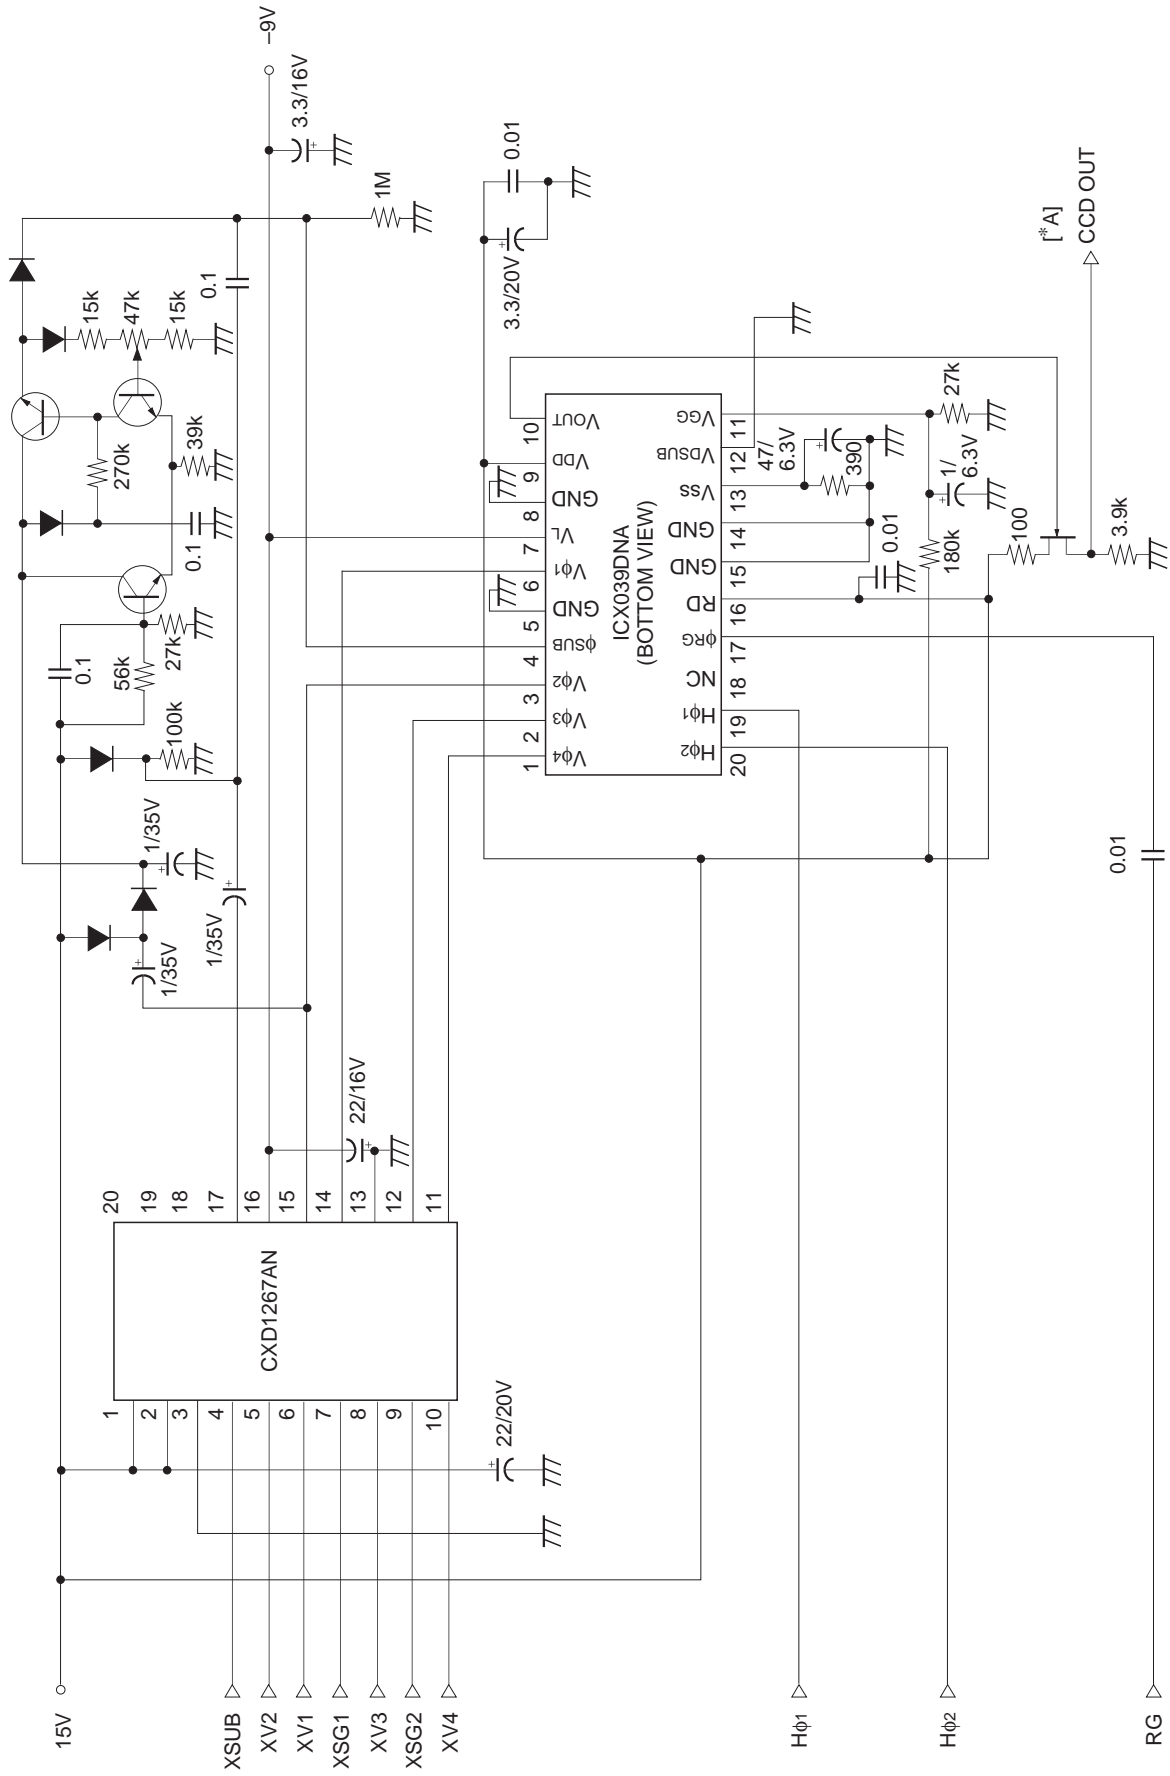 15V
XSUB
XV2
XV1
XSG1
XV3
XSG2
XV4
Hφ1
Hφ2
RG
CXD1267AN
1
2
3
4
5
6
7
8
9
10
20
19
18
17
16
15
14
13
12
11
22/20V
22/16V
1/35V
1/35V
1/35V
100k
56k
0.1
27k
0.1
270k
39k
15k
47k
15k
0.1
1M
3.3/16V
–9V
ICX039DNA
(BOTTOM VIEW)
1
2
3
4
5
6
7
8
9
10
Vφ4
Vφ3
Vφ2
φSUB
GND
Vφ1
VL
GND
VDD
VOUT
20
19
18
17
16
15
14
13
12
11
Hφ2
Hφ1
NC
φRG
RD
GND
GND
VSS
VDSUB
VGG
3.3/20V
0.01
47/
6.3V
390
0.01
180k
1/
6.3V
27k
100
3.9k
0.01
[*A]
CCD OUT